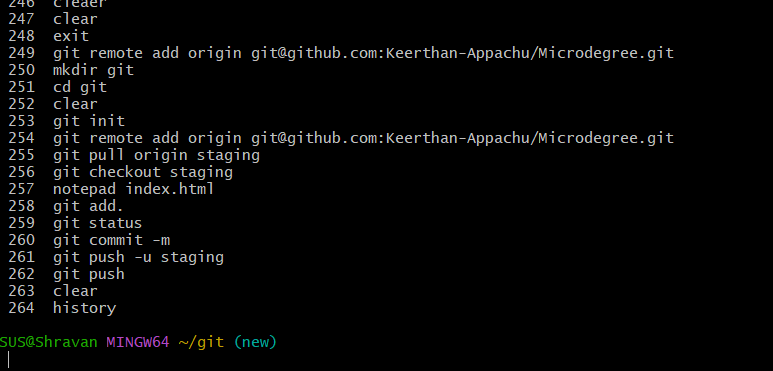 246  cleaer
247  clear
248  exit
249  git remote add origin git@github.com:Keerthan-Appachu/Microdegree.git
250  mkdir git
251  cd git
252  clear
253  git init
254  git remote add origin git@github.com:Keerthan-Appachu/Microdegree.git
255  git pull origin staging
256  git checkout staging
257  notepad index.html
258  git add.
259  git status
260  git commit -m
261  git push -u staging
262  git push
263  clear
264  history
SUS@Shravan MINGW64 ~/git (new)